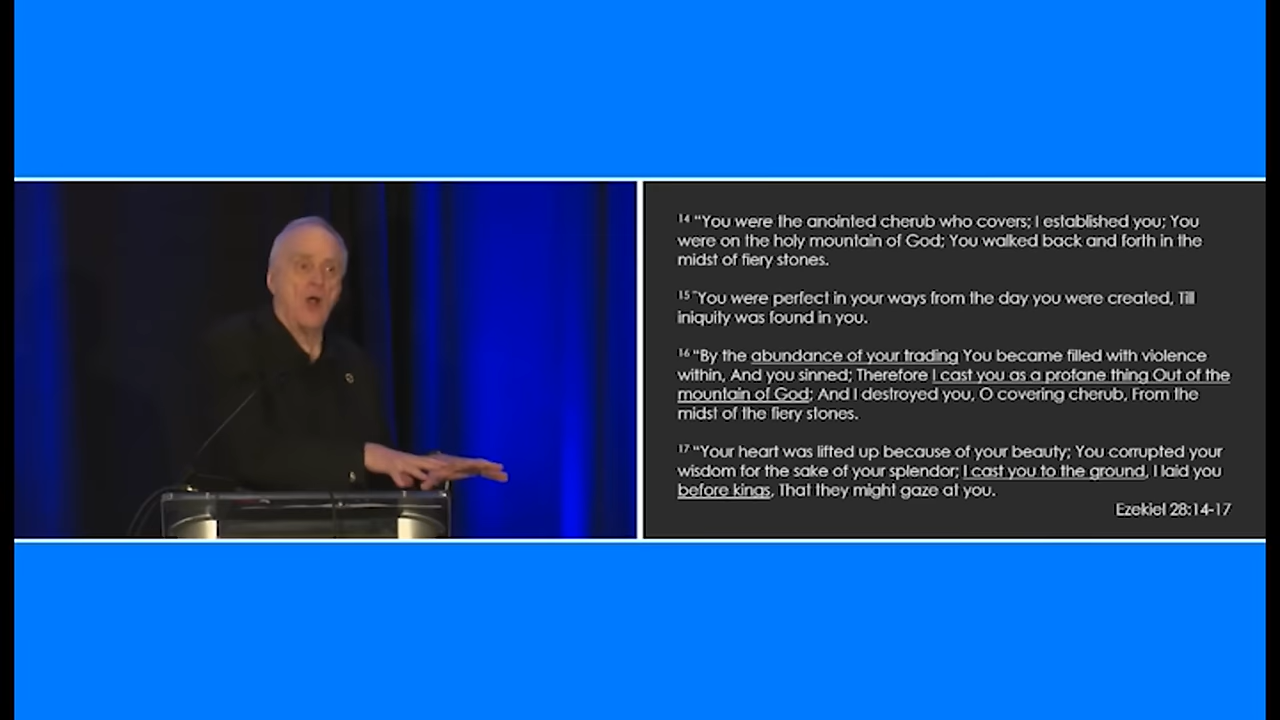 14 “You were the anointed cherub who covers; I established you; You
were on the holy mountain of God; You walked back and forth in the
midst of fiery stones.
15 "You were perfect in your ways from the day you were created, Till
iniquity was found in you.
16 “By the abundance of your trading You became filled with violence
within, And you sinned; Therefore I cast you as a profane thing Out of the
mountain of God; And I destroyed you, O covering cherub, From the
midst of the fiery stones.
17 “Your heart was lifted up because of your beauty; You corrupted your
wisdom for the sake of your splendor; I cast you to the ground, I laid you
before kings, That they might gaze at you.
Ezekiel 28:14-17